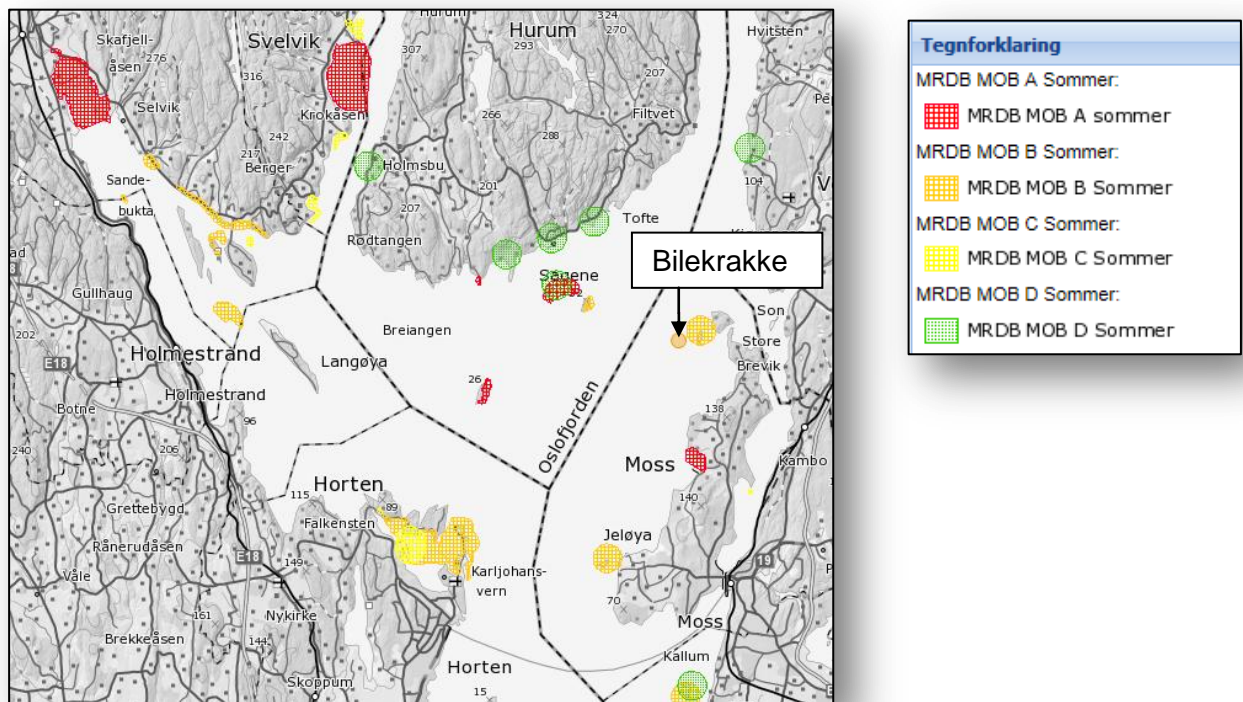 Hurum
324
270
Hvitsten
Skafjell-
åsen
276
Svelvik
Hurum
293
307
316
207
Selvik
Krokåsen
266
Filtvet
242
217
Berger
288
Holmsbu
104
Sande-
bukta
201
207
Tofte
Rødtangen
Bilekrakke
Sagene
Gullhaug
Son
202
Breiangen
Store
Brevik
Holmestrand
Langøya
E18
26
Holmestrand
138
Botne
96
Oslofjorden
240
206
Moss
Kambo
Horten
115
140
Grettebygd
89
Falkensten
Rånerudåsen
Jeløya
E18
149
19
Våle
Karljohans-
vern
70
161
Nykirke
Moss
Brekkeåsen
144
Horten
Kållum
Skoppum
15
Tegnforklaring
MRDB MOB A Sommer:
MRDB MOB A sommer
MRDB MOB B Sommer:
MRDB MOB B Sommer
MRDB MOB C Sommer:
MRDB MOB C Sommer
MRDB MOB D Sommer:
MRDB MOB D Sommer